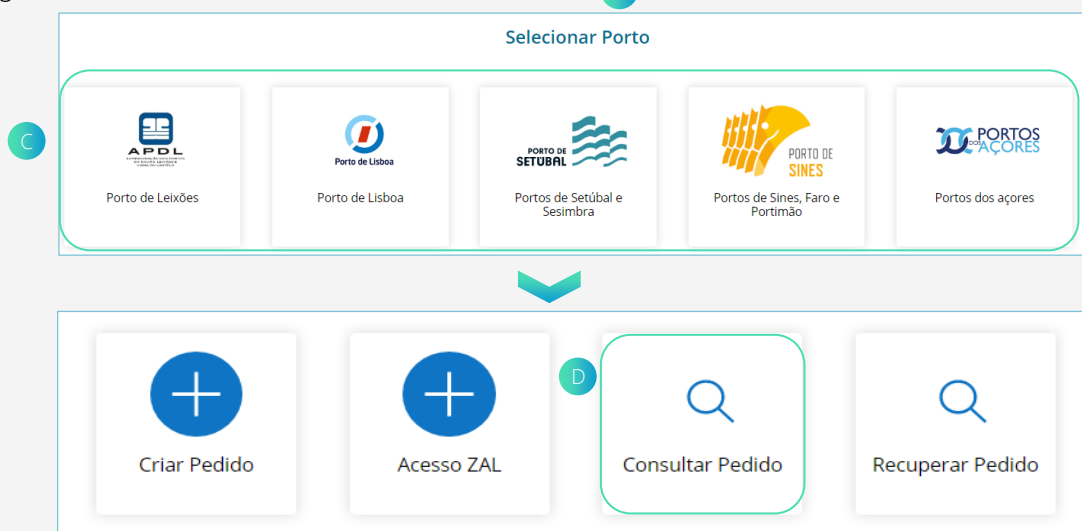 Selecionar Porto
C
APDL
Porto de Lisboa
PORTO DE
SETÚBAL
PORTO DE
SINES
PORTOS
DOS AÇORES
Porto de Leixões
Porto de Lisboa
Portos de Setúbal e
Sesimbra
Portos de Sines, Faro e
Portimão
Portos dos açores
D
Criar Pedido
Acesso ZAL
Consultar Pedido
Recuperar Pedido